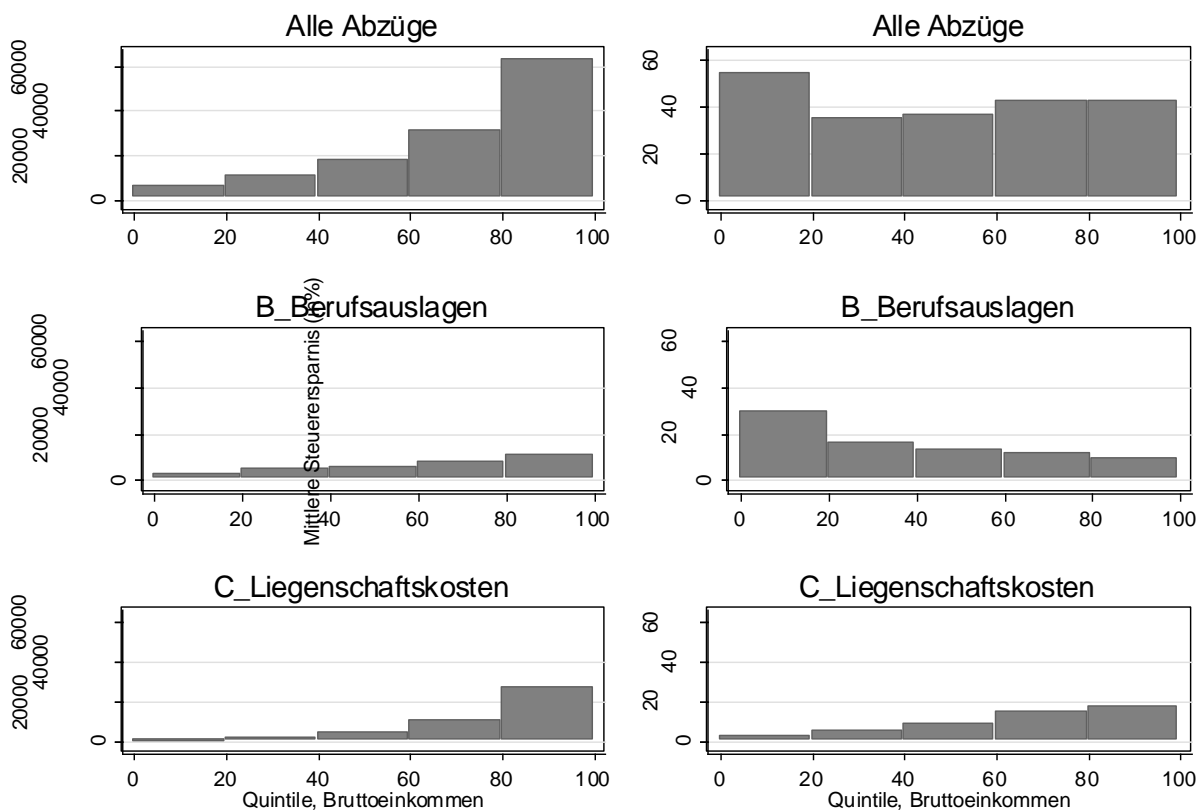 Alle Abzüge
60000
40000
20000
0
0 20 40 60 80 100
Alle Abzüge
60
40
20
0
0 20 40 60 80 100
B_Berufsauslagen
60000
40000
20000
0
Mittlere Steuerersparnis (in%)
0 20 40 60 80 100
B_Berufsauslagen
60
40
20
0
0 20 40 60 80 100
C_Liegenschaftskosten
60000
40000
20000
0
0 20 40 60 80 100
Quintile, Bruttoeinkommen
C_Liegenschaftskosten
60
40
20
0
0 20 40 60 80 100
Quintile, Bruttoeinkommen